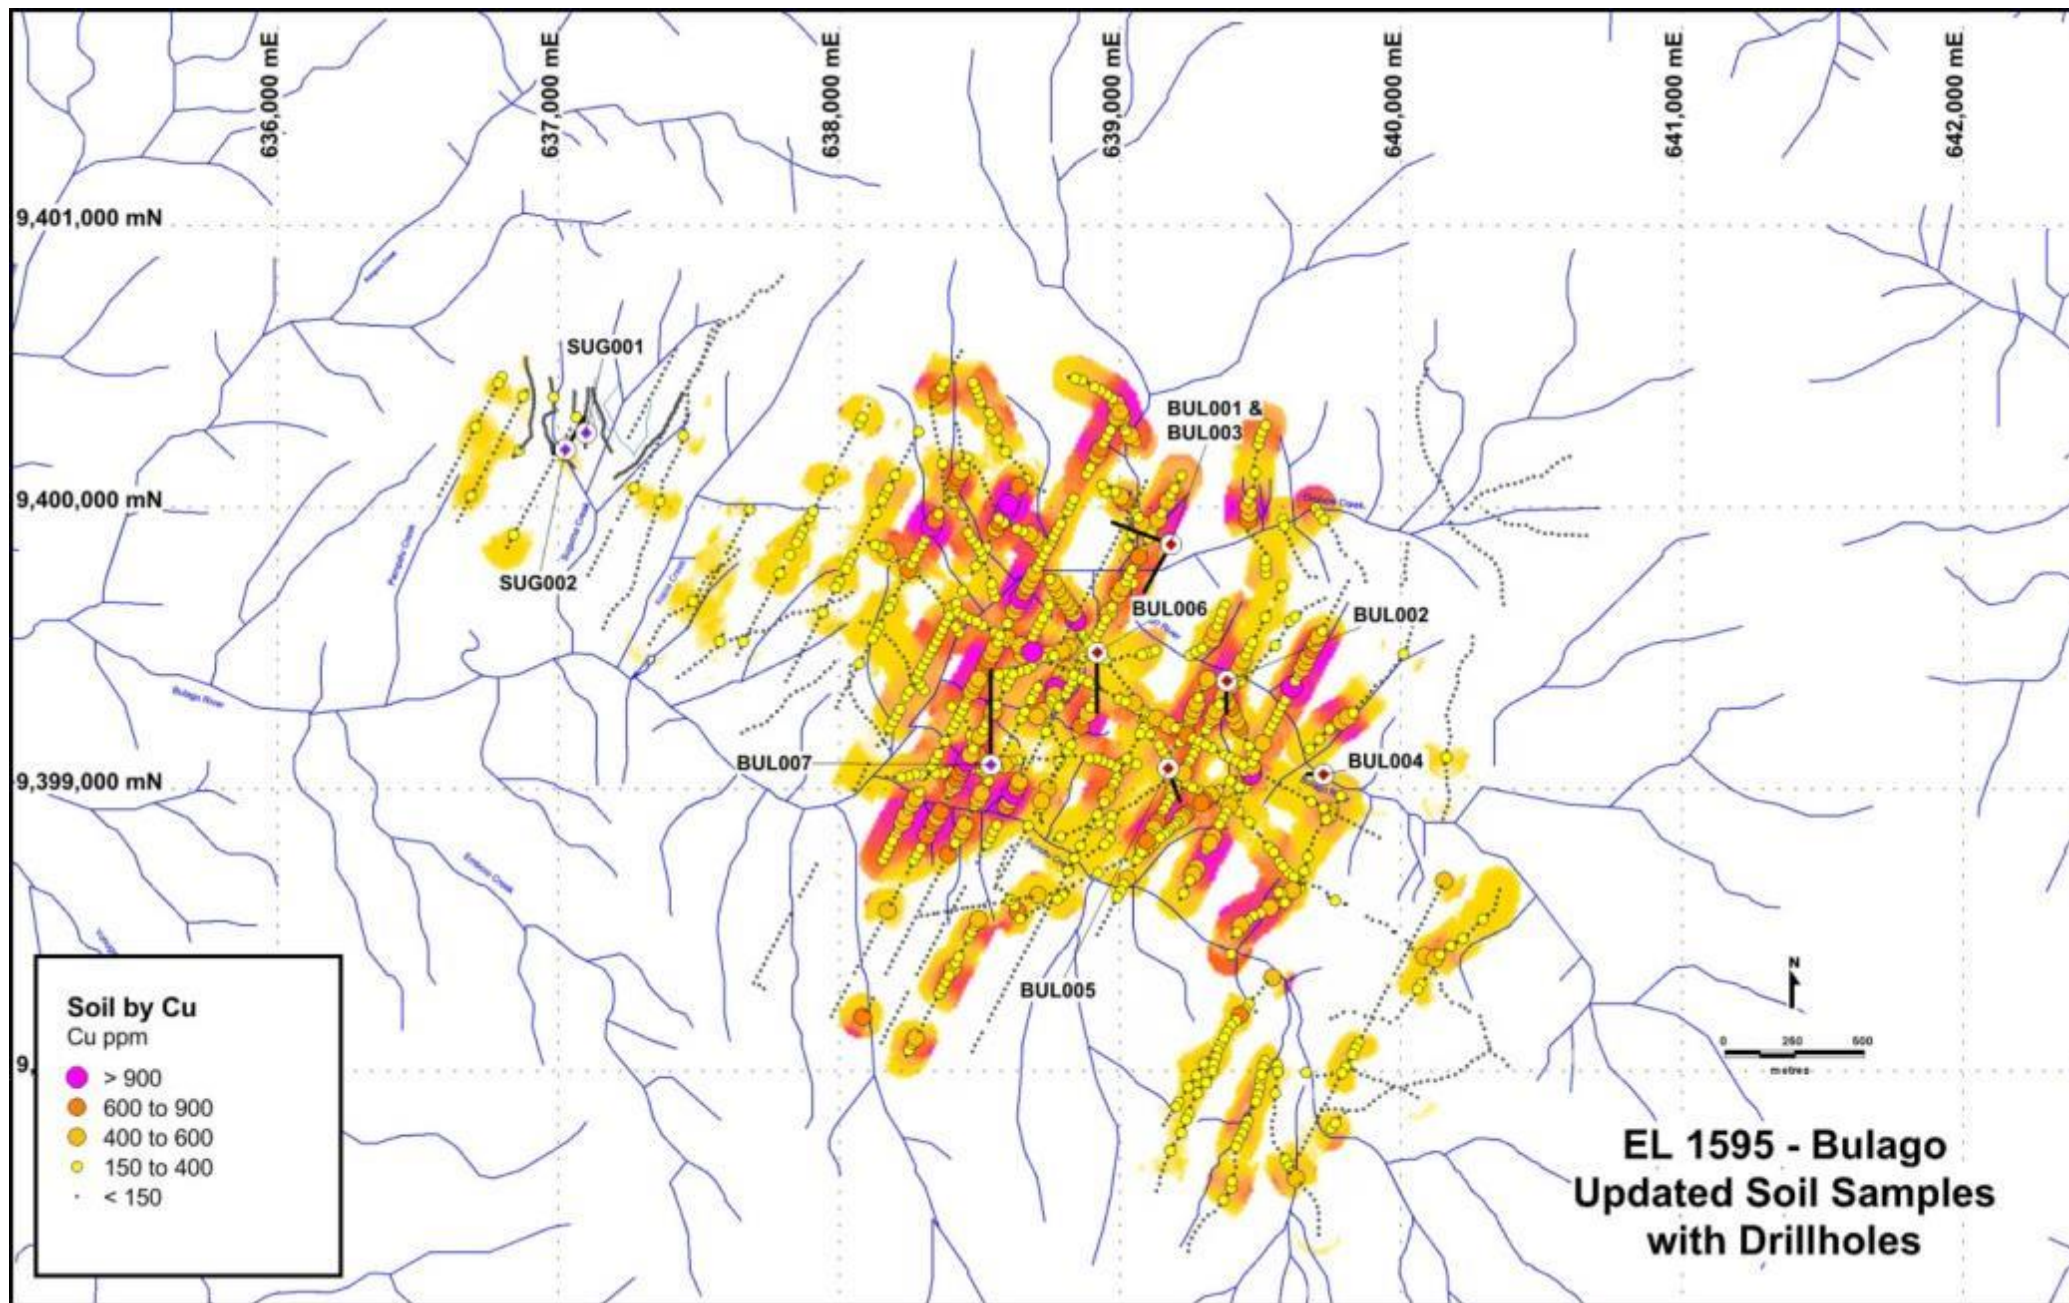 636,000 mE
637,000 mE
638,000 mE
639,000 mE
640,000 mE
641,000 mE
642,000 mE
9,401,000 mN
SUG001
BUL001 &
BUL003
9,400,000 mN
SUG002
BUL006
BUL002
Bulago River
BUL007
BUL004
9,399,000 mN
Creek
BUL005
N
0 250 500
metres
9,
Soil by Cu
Cu ppm
> 900
600 to 900
400 to 600
150 to 400
< 150
EL 1595 - Bulago
Updated Soil Samples
with Drillholes